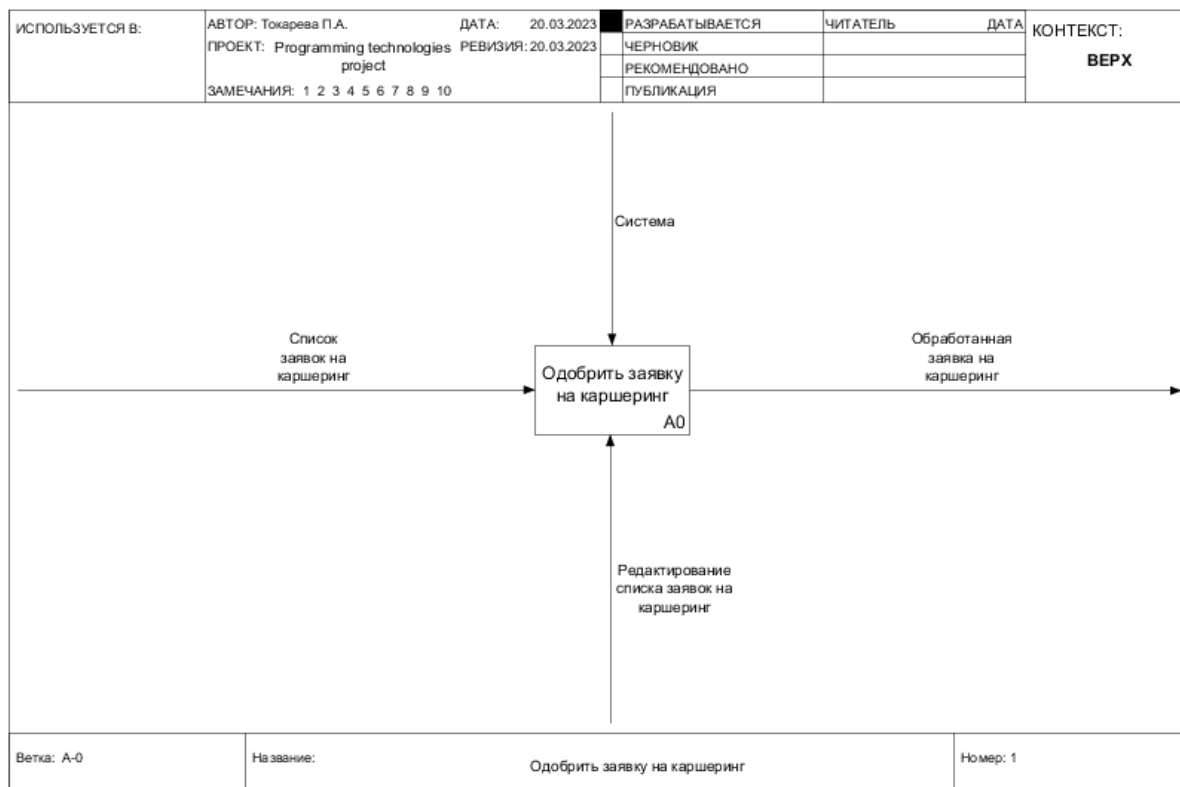 ИСПОЛЬЗУЕТСЯ В:
АВТОР: Токарева П.А. ДАТА: 20.03.2023
ПРОЕКТ: Programming technologies project РЕВИЗИЯ: 20.03.2023
ЗАМЕЧАНИЯ: 1 2 3 4 5 6 7 8 9 10
РАЗРАБАТЫВАЕТСЯ
ЧЕРНОВИК
РЕКОМЕНДОВАНО
ПУБЛИКАЦИЯ
ЧИТАТЕЛЬ ДАТА
КОНТЕКСТ:
ВЕРХ
Система
Список
заявок на
каршеринг
Одобрить заявку
на каршеринг
A0
Обработанная
заявка на
каршеринг
Редактирование
списка заявок на
каршеринг
Ветка: A-0
Название:
Одобрить заявку на каршеринг
Номер: 1